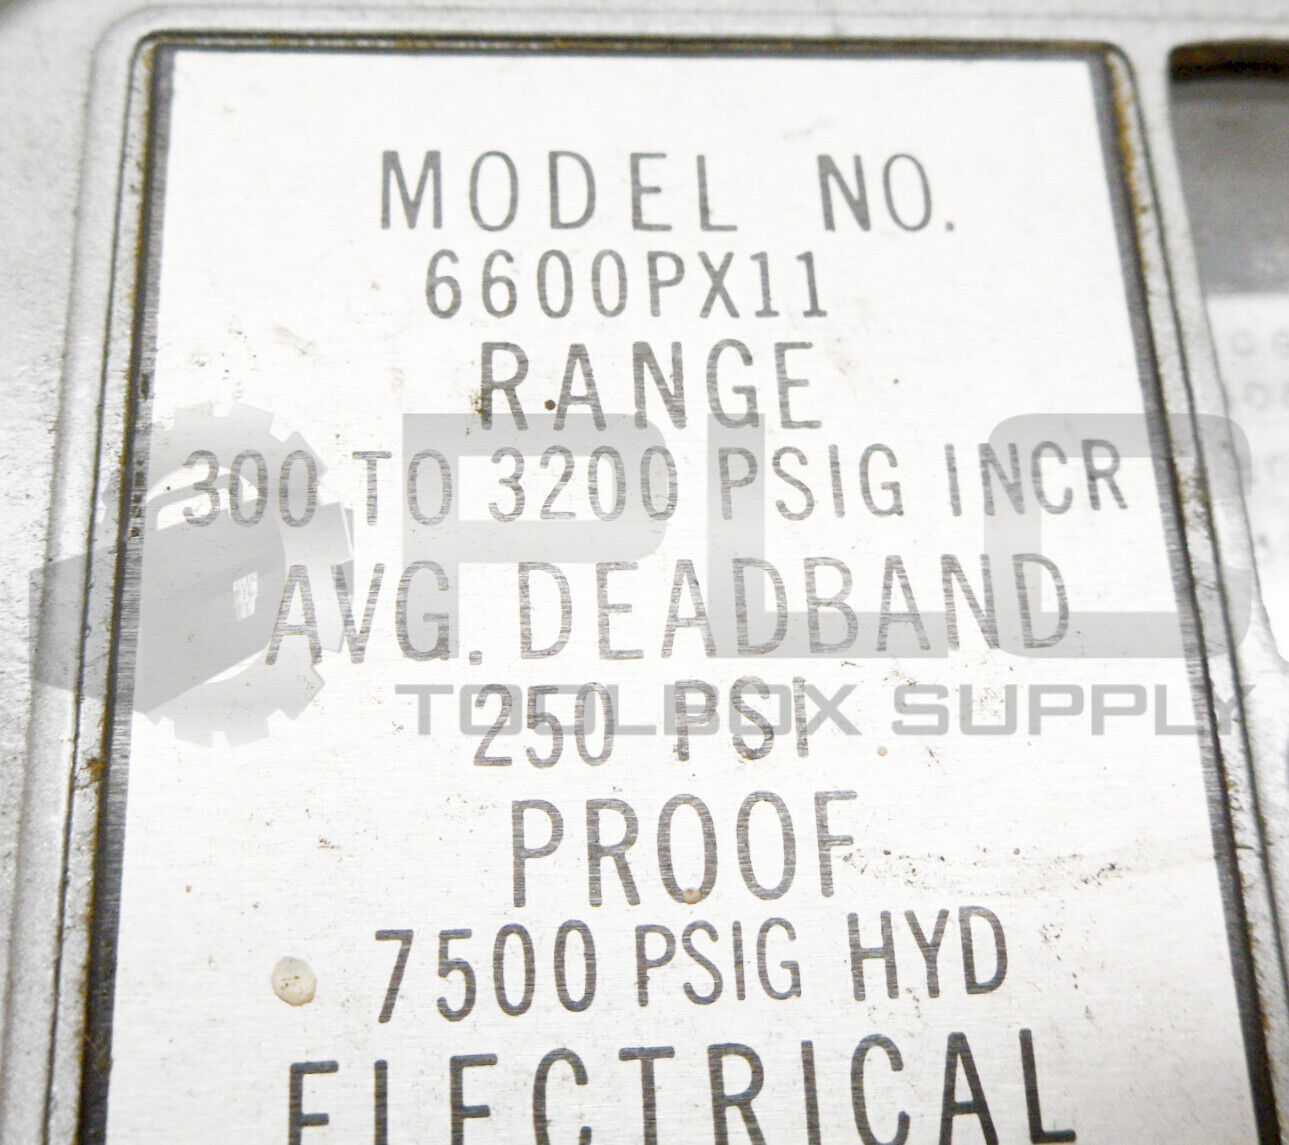 MODEL NO.
6600PX11
RANGE
300 TO 3200 PSIG INCR
AVG. DEADBAND
250 PSI
PROOF
7500 PSIG HYD
ELECTRICAL
PLC
TOOLBOX SUPPLY